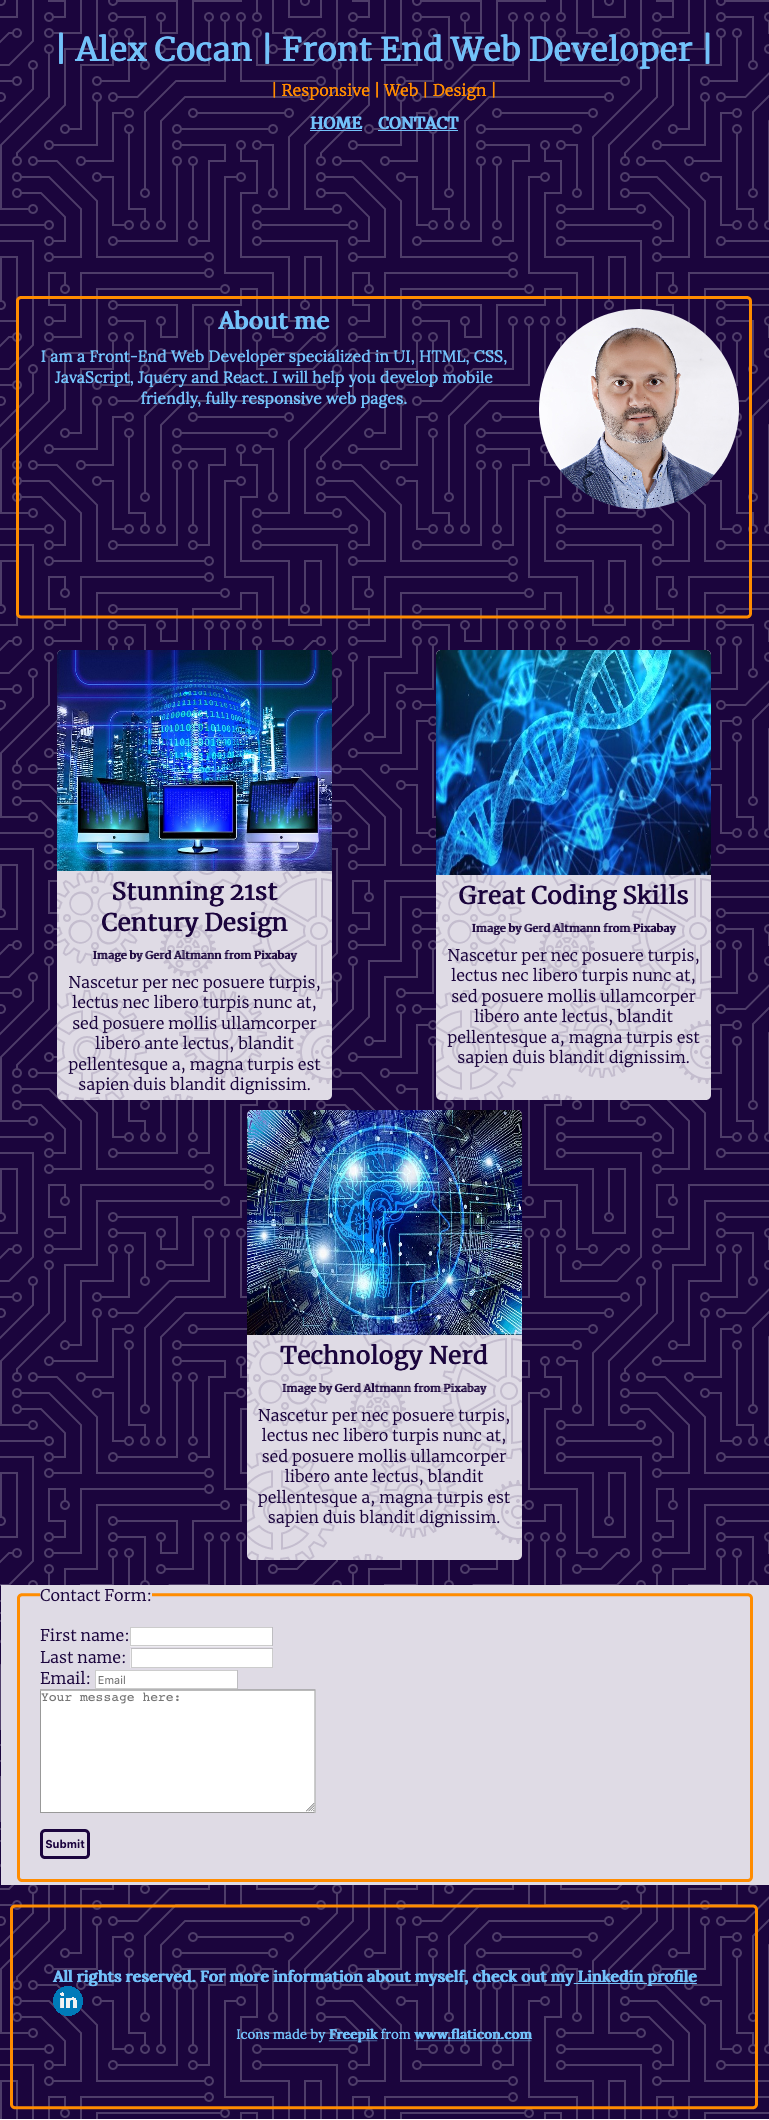 | Alex Cocan | Front End Web Developer |
| Responsive | Web | Design |
HOME CONTACT
About me
I am a Front-End Web Developer specialized in UI, HTML, CSS,
JavaScript, Jquery and React. I will help you develop mobile
friendly, fully responsive web pages.
Stunning 21st
Century Design
Image by Gerd Altmann from Pixabay
Nascetur per nec posuere turpis,
lectus nec libero turpis nunc at,
sed posuere mollis ullamcorper
libero ante lectus, blandit
pellentesque a, magna turpis est
sapien duis blandit dignissim.
Great Coding Skills
Image by Gerd Altmann from Pixabay
Nascetur per nec posuere turpis,
lectus nec libero turpis nunc at,
sed posuere mollis ullamcorper
libero ante lectus, blandit
pellentesque a, magna turpis est
sapien duis blandit dignissim.
Technology Nerd
Image by Gerd Altmann from Pixabay
Nascetur per nec posuere turpis,
lectus nec libero turpis nunc at,
sed posuere mollis ullamcorper
libero ante lectus, blandit
pellentesque a, magna turpis est
sapien duis blandit dignissim.
Contact Form:
First name:
Last name:
Email: Email
Your message here:
Submit
All rights reserved. For more information about myself, check out my Linkedin profile
in
Icons made by Freepik from www.flaticon.com